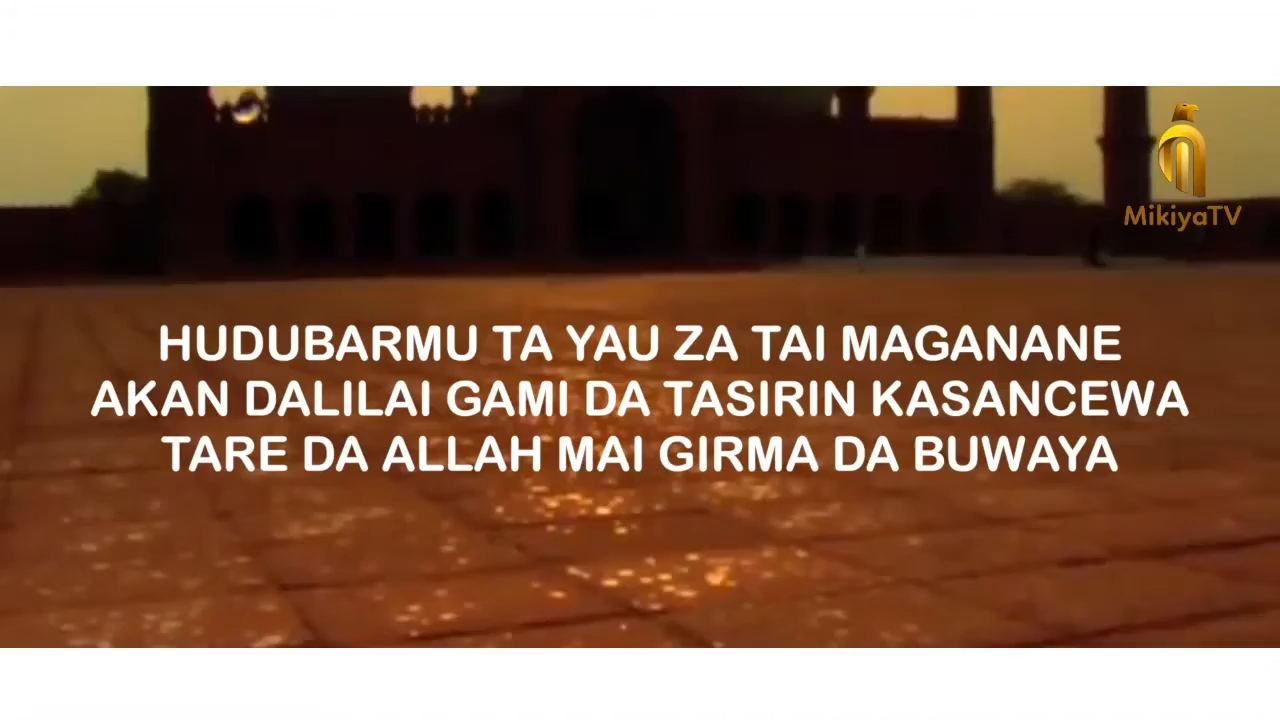 MikiyaTV
HUDUBARMU TA YAU ZA TAI MAGANANE
AKAN DALILAI GAMI DA TASIRIN KASANCEWA
TARE DA ALLAH MAI GIRMA DA BUWAYA